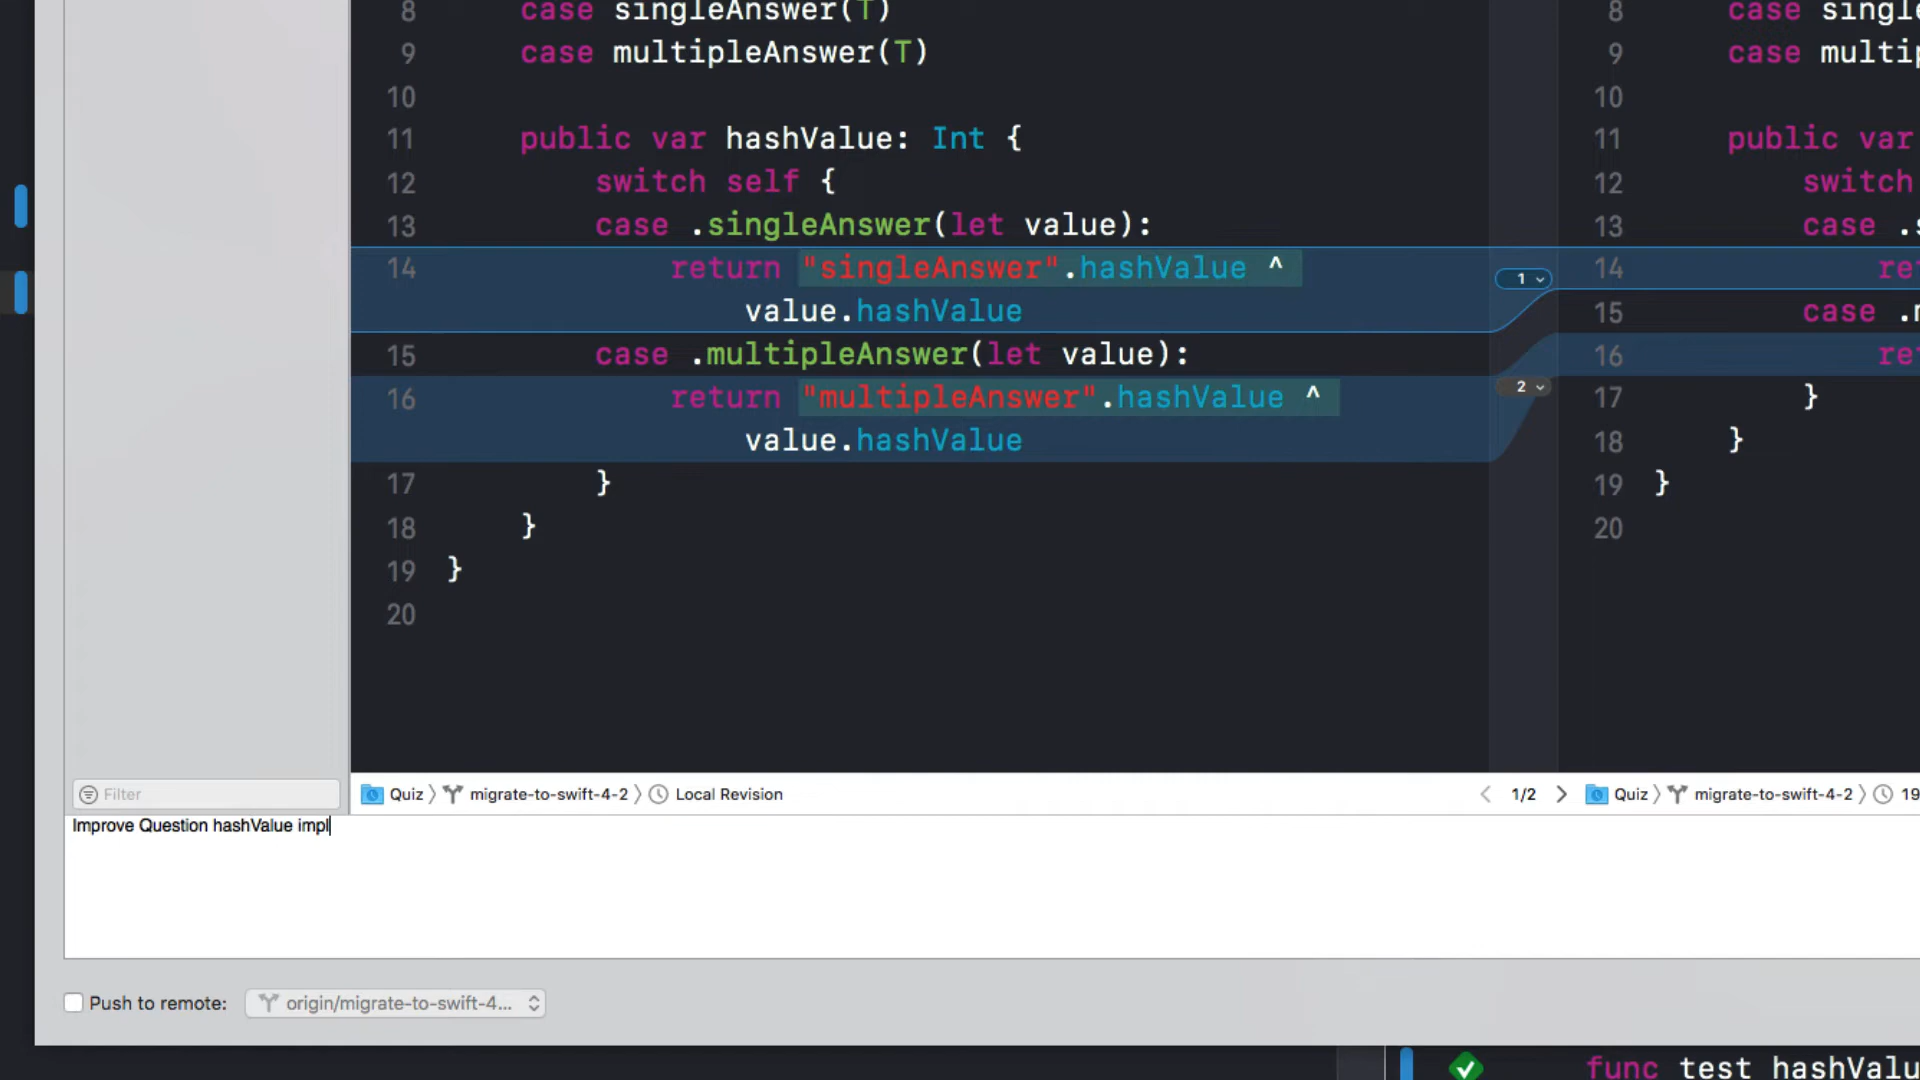 8 case singleAnswer(T)
9 case multipleAnswer(T)
10
11 public var hashValue: Int {
12 switch self {
13 case .singleAnswer(let value):
14 return "singleAnswer".hashValue ^
value.hashValue
15 case .multipleAnswer(let value):
16 return "multipleAnswer".hashValue ^
value.hashValue
17 }
18 }
19 }
20
1
2
8 case singl
9 case multi
10
11 public var
12 switch
13 case .
14 re
15 case .
16 re
17 }
18 }
19 }
20
Filter
Quiz 〉 migrate-to-swift-4-2 〉 Local Revision
1/2
Quiz 〉 migrate-to-swift-4-2 〉 19
Improve Question hashValue impl
Push to remote: origin/migrate-to-swift-4...
func test hashValu